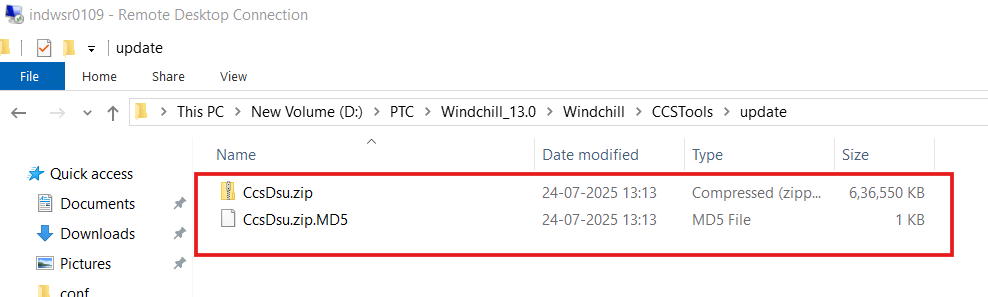 indwsr0109 - Remote Desktop Connection
update
File Home Share View
This PC New Volume (D:) PTC Windchill_13.0 Windchill CCSTools update
Name Date modified Type Size
Quick access
CcsDsu.zip 24-07-2025 13:13 Compressed (zipp... 6,36,550 KB
Documents
CcsDsu.zip.MD5 24-07-2025 13:13 MD5 File 1 KB
Downloads
Pictures
conf